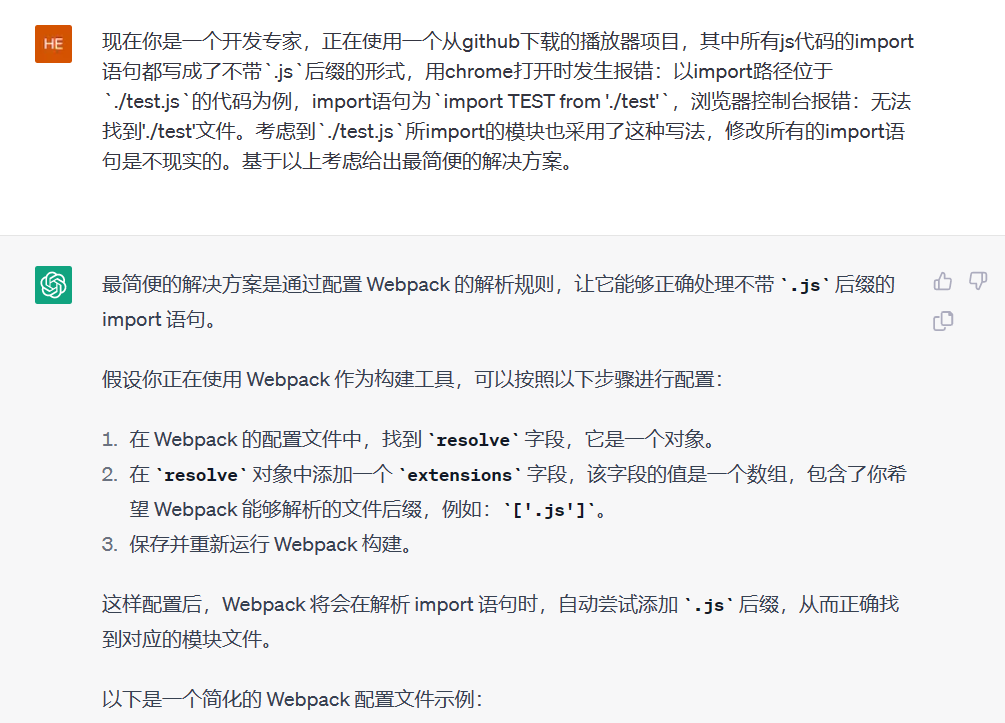 HE
现在你是一个开发专家，正在使用一个从github下载的播放器项目，其中所有js代码的import
语句都写成了不带`.js`后缀的形式，用chrome打开时发生报错：以import路径位于
`./test.js`的代码为例，import语句为`import TEST from './test'`，浏览器控制台报错：无法
找到'./test'文件。考虑到`./test.js`所import的模块也采用了这种写法，修改所有的import语
句是不现实的。基于以上考虑给出最简便的解决方案。
最简便的解决方案是通过配置 Webpack 的解析规则，让它能够正确处理不带 `.js` 后缀的
import 语句。
假设你正在使用 Webpack 作为构建工具，可以按照以下步骤进行配置：
1. 在 Webpack 的配置文件中，找到 `resolve` 字段，它是一个对象。
2. 在 `resolve` 对象中添加一个 `extensions` 字段，该字段的值是一个数组，包含了你希
望 Webpack 能够解析的文件后缀，例如：`['.js']`。
3. 保存并重新运行 Webpack 构建。
这样配置后，Webpack 将会在解析 import 语句时，自动尝试添加 `.js` 后缀，从而正确找
到对应的模块文件。
以下是一个简化的 Webpack 配置文件示例：